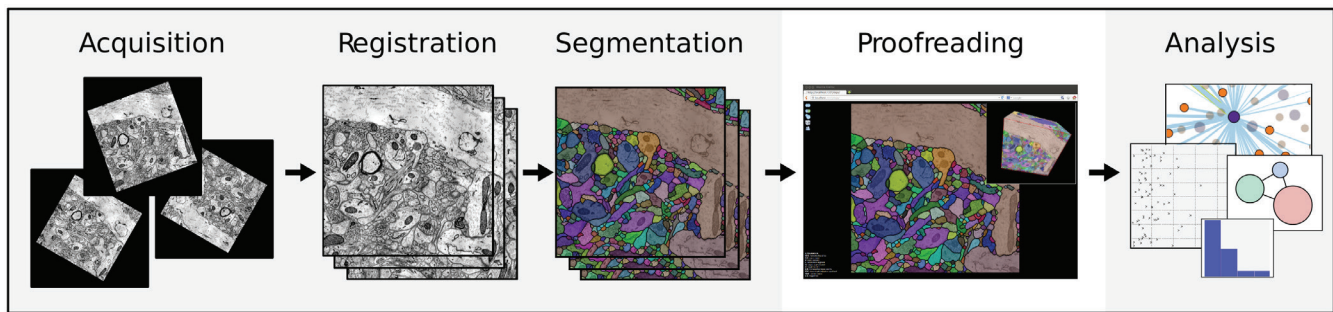 Acquisition
Registration
Segmentation
Proofreading
Analysis